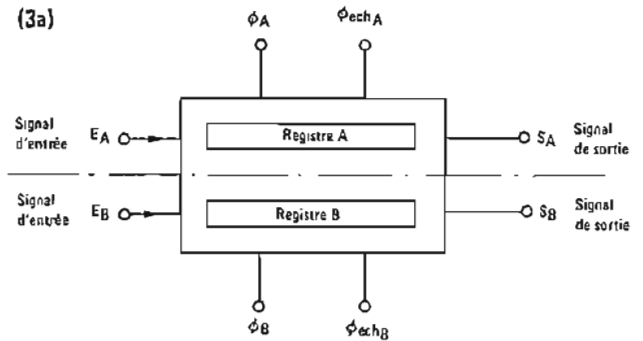 (3a)
ϕA
ϕechA
Signal
d'entrée
EA
Registre A
SA
Signal
de sortie
Signal
d'entrée
EB
Registre B
SB
Signal
de sortie
ϕB
ϕechB